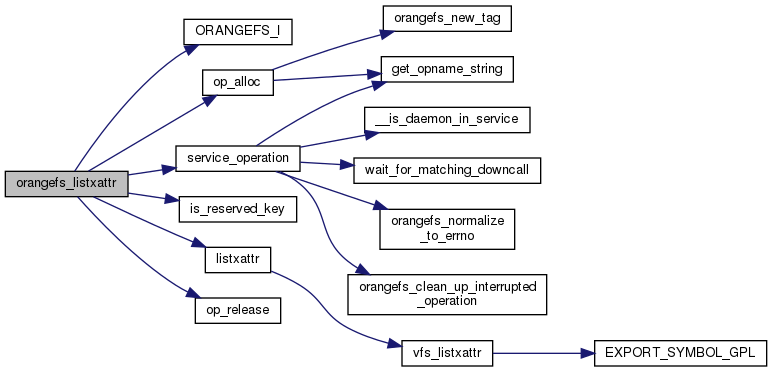 orangefs_listxattr
ORANGEFS_I
op_alloc
orangefs_new_tag
get_opname_string
service_operation
__is_daemon_in_service
wait_for_matching_downcall
orangefs_normalize
_to_errno
orangefs_clean_up_interrupted
_operation
is_reserved_key
listxattr
op_release
vfs_listxattr
EXPORT_SYMBOL_GPL